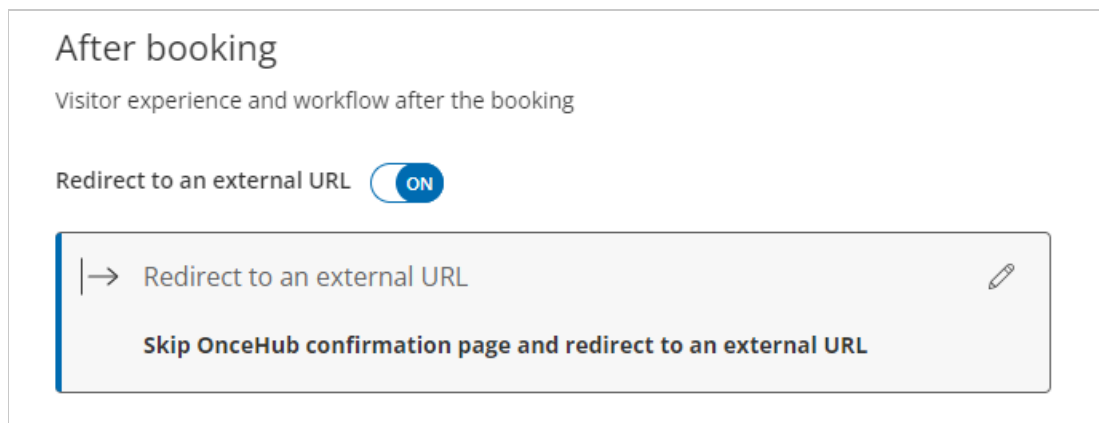 After booking
Visitor experience and workflow after the booking
Redirect to an external URL ON
Redirect to an external URL
Skip OnceHub confirmation page and redirect to an external URL